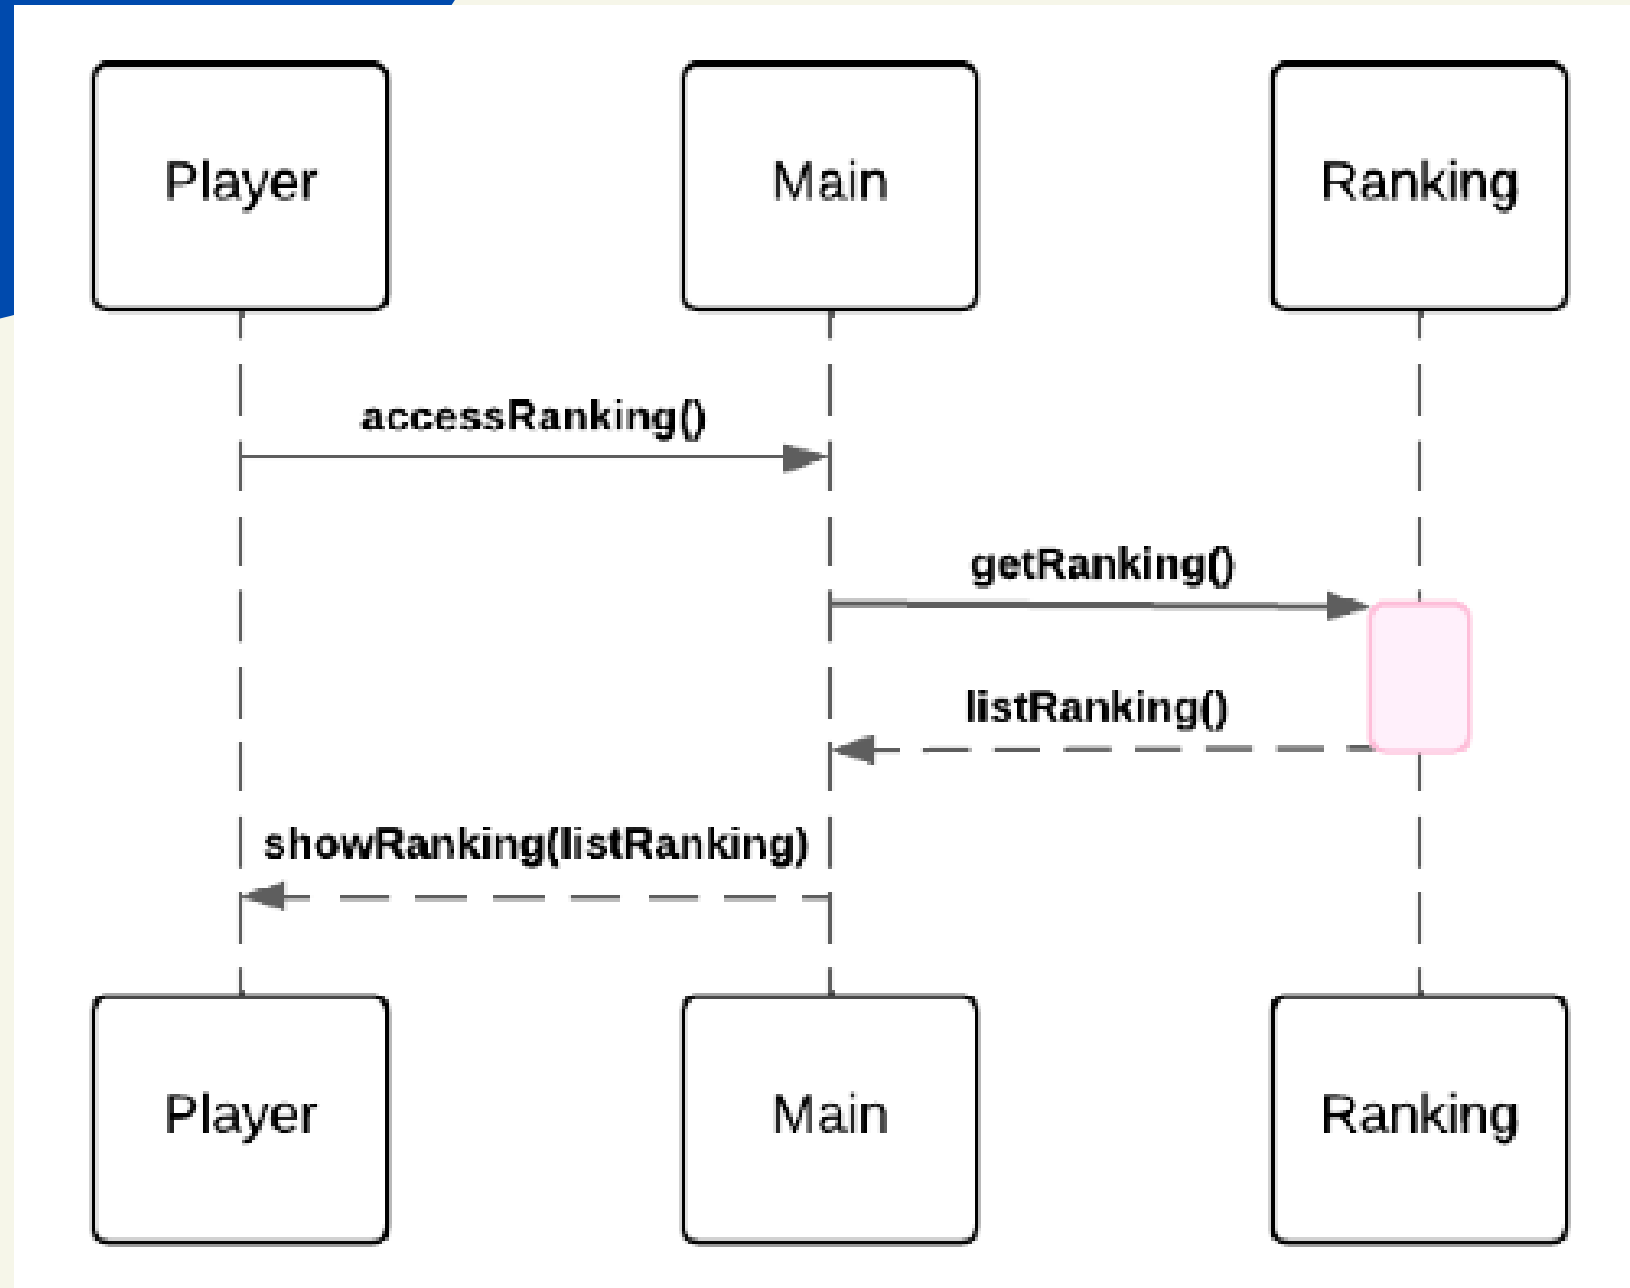 Player
Main
Ranking
accessRanking()
getRanking()
listRanking()
showRanking(listRanking)
Player
Main
Ranking